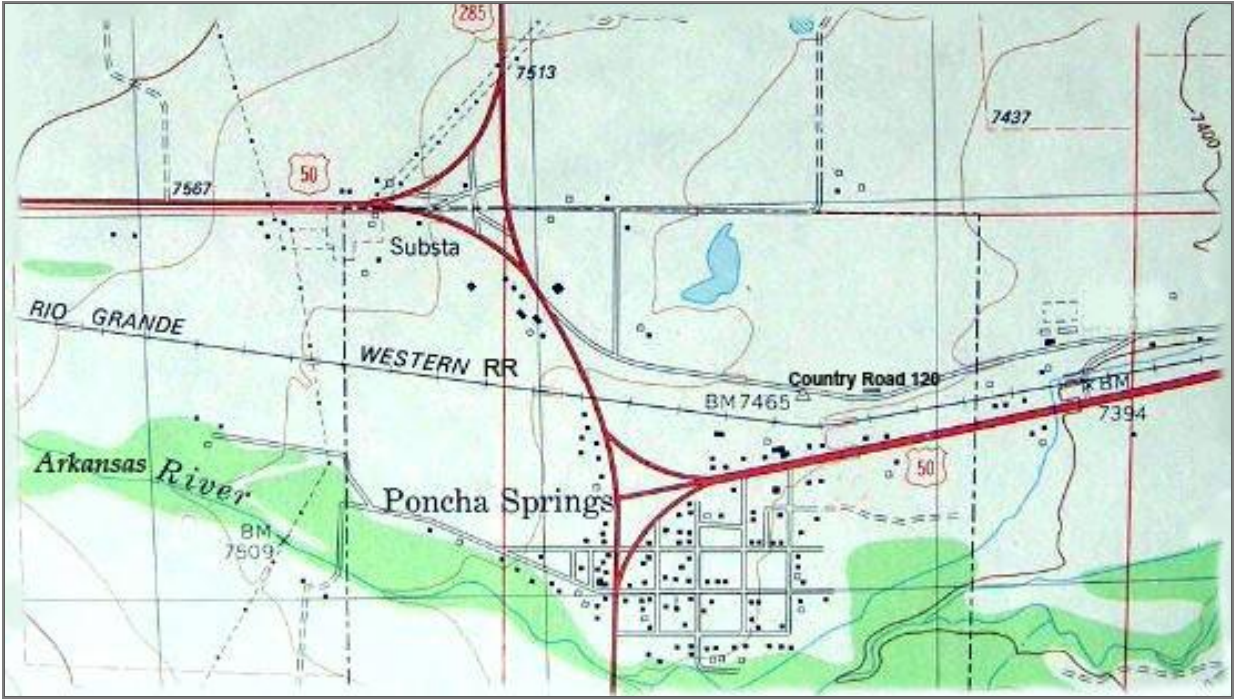 285
7513
7437
7400
50
7567
Substa
RIO GRANDE
WESTERN RR
Country Road 120
BM 7465
BM
7394
50
Arkansas River
Poncha Springs
BM
7509